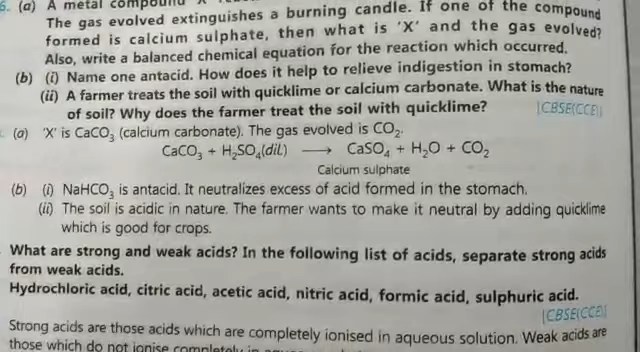 6. (a) A metal compound 'X'
The gas evolved extinguishes a burning candle. If one of the compound
formed is calcium sulphate, then what is 'X' and the gas evolved?
Also, write a balanced chemical equation for the reaction which occurred.
(b) (i) Name one antacid. How does it help to relieve indigestion in stomach?
(ii) A farmer treats the soil with quicklime or calcium carbonate. What is the nature
of soil? Why does the farmer treat the soil with quicklime? [CBSE(CCE)]
(a) 'X' is CaCO₃ (calcium carbonate). The gas evolved is CO₂.
CaCO₃ + H₂SO₄(dil.) ⟶ CaSO₄ + H₂O + CO₂
Calcium sulphate
(b) (i) NaHCO₃ is antacid. It neutralizes excess of acid formed in the stomach.
(ii) The soil is acidic in nature. The farmer wants to make it neutral by adding quicklime
which is good for crops.
What are strong and weak acids? In the following list of acids, separate strong acids
from weak acids.
Hydrochloric acid, citric acid, acetic acid, nitric acid, formic acid, sulphuric acid.
[CBSE(CCE)]
Strong acids are those acids which are completely ionised in aqueous solution. Weak acids are
those which do not ionise completely in